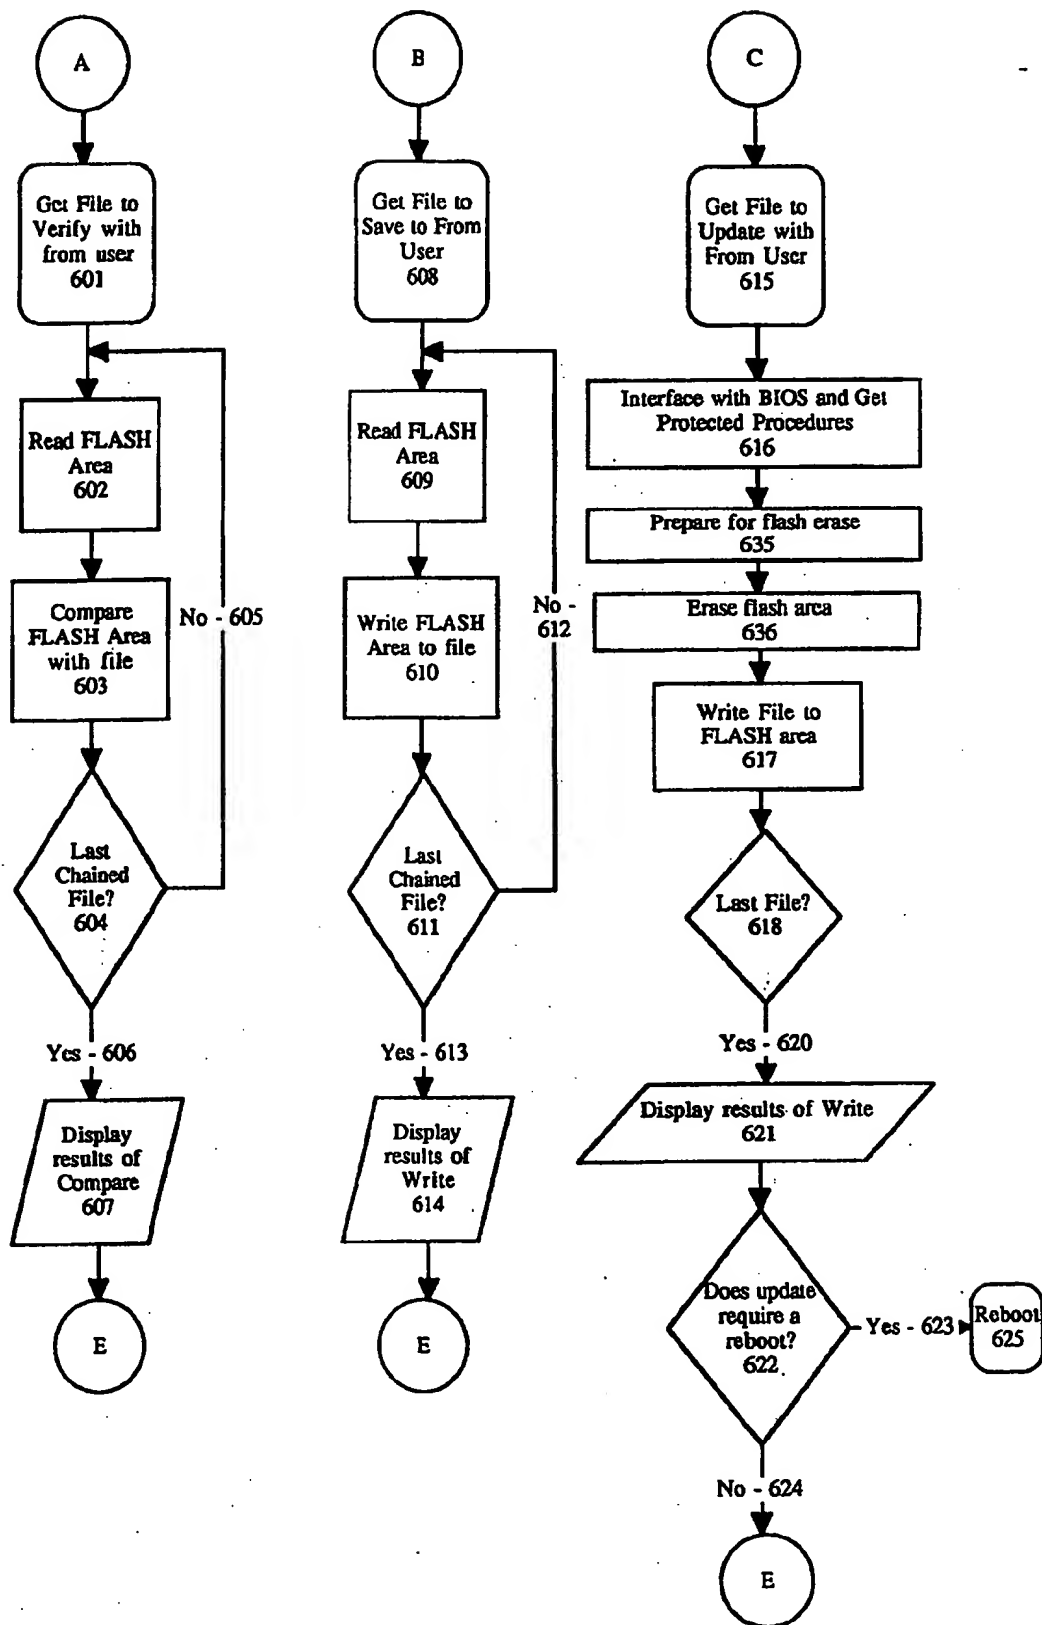 A
Get File to
Verify with
from user
601
Read FLASH
Area
602
Compare
FLASH Area
with file
603
No - 605
Last
Chained
File?
604
Yes - 606
Display
results of
Compare
607
E
B
Get File to
Save to From
User
608
Read FLASH
Area
609
Write FLASH
Area to file
610
No -
612
Last
Chained
File?
611
Yes - 613
Display
results of
Write
614
E
C
Get File to
Update with
From User
615
Interface with BIOS and Get
Protected Procedures
616
Prepare for flash erase
635
Erase flash area
636
Write File to
FLASH area
617
Last File?
618
Yes - 620
Display results of Write
621
Does update
require a
reboot?
622
Yes - 623
Reboot
625
No - 624
E